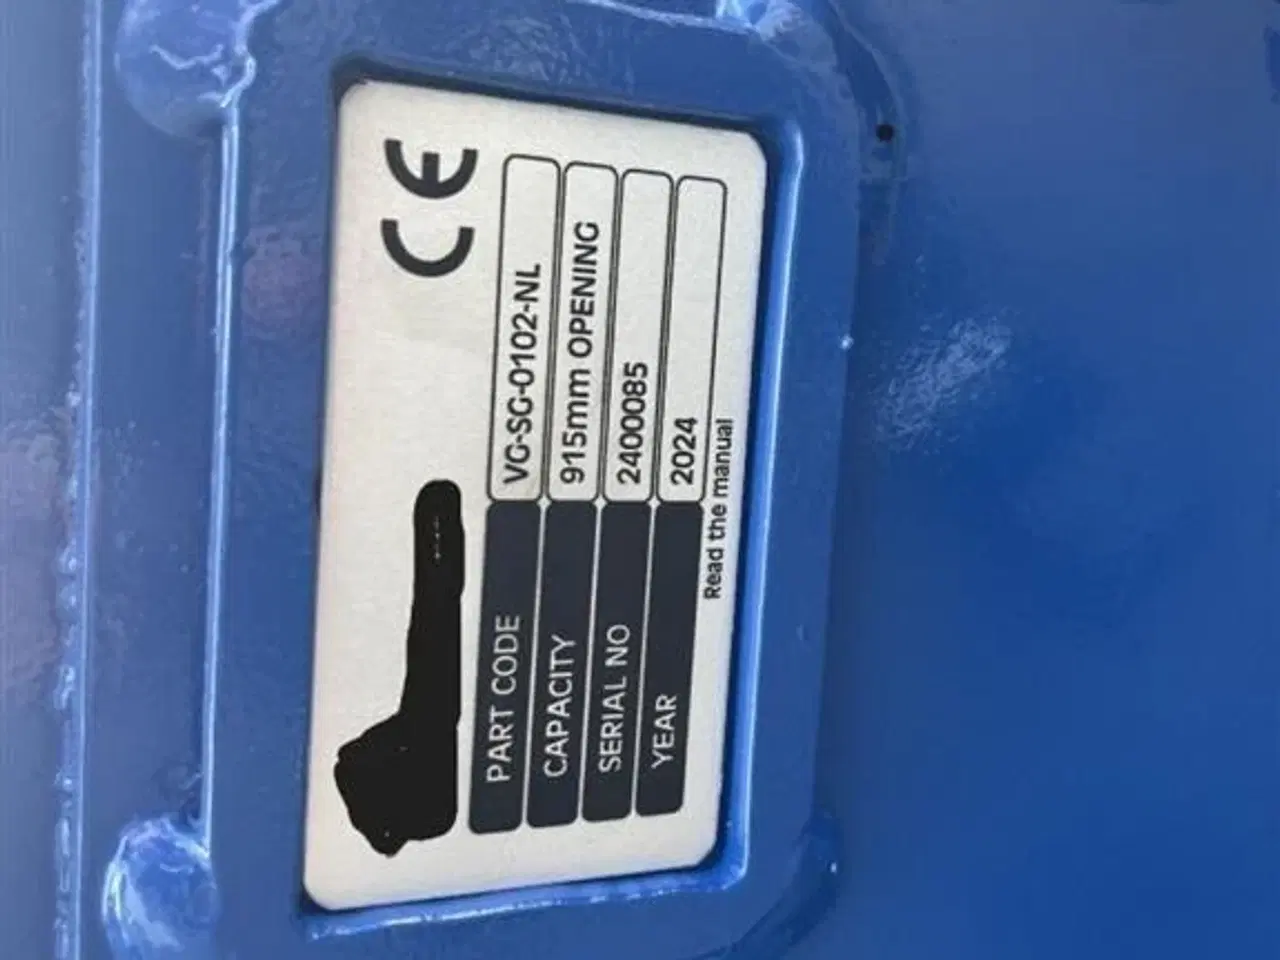 CE
PART CODE VG-SG-0102-NL
CAPACITY 915mm OPENING
SERIAL NO 2400085
YEAR 2024
Read the manual